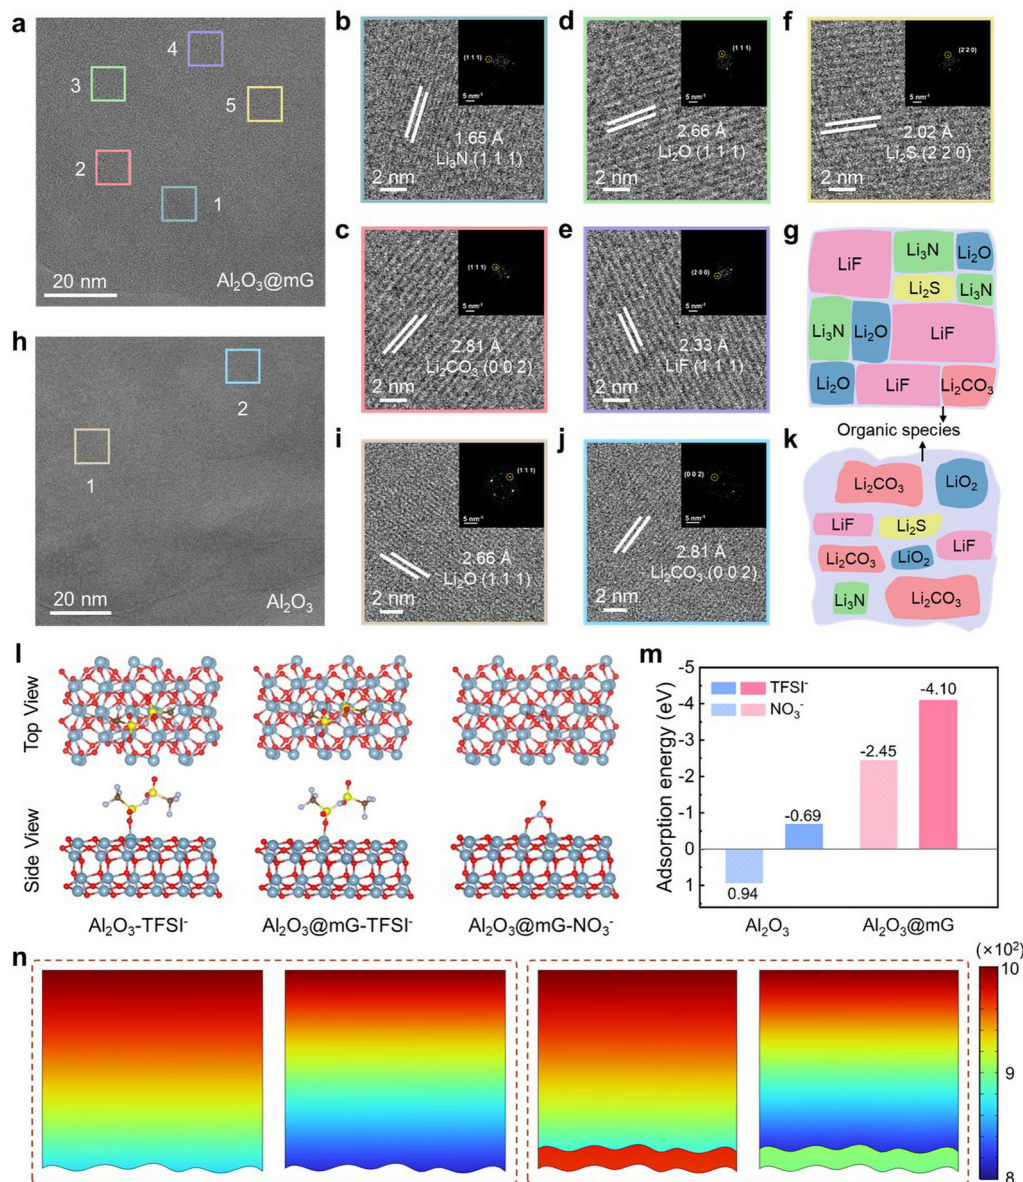 a
4
3
5
2
1
20 nm
Al₂O₃@mG
b
(1 1 1)
5 nm⁻¹
1.65 Å
Li₃N (1 1 1)
2 nm
d
(1 1 1)
5 nm⁻¹
2.66 Å
Li₂O (1 1 1)
2 nm
f
(2 2 0)
5 nm⁻¹
2.02 Å
Li₂S (2 2 0)
2 nm
c
(1 1 1)
5 nm⁻¹
2.81 Å
Li₂CO₃ (0 0 2)
2 nm
e
(2 0 0)
5 nm⁻¹
2.33 Å
LiF (1 1 1)
2 nm
g
LiF
Li₃N
Li₂O
Li₂S
Li₃N
Li₃N
Li₂O
LiF
Li₂O
LiF
Li₂CO₃
Organic species
h
2
1
20 nm
Al₂O₃
i
(1 1 1)
5 nm⁻¹
2.66 Å
Li₂O (1 1 1)
2 nm
j
(0 0 2)
5 nm⁻¹
2.81 Å
Li₂CO₃ (0 0 2)
2 nm
k
Li₂CO₃
LiO₂
LiF
Li₂S
LiF
Li₂CO₃
LiO₂
Li₃N
Li₂CO₃
l
Top View
Side View
Al₂O₃-TFSI⁻
Al₂O₃@mG-TFSI⁻
Al₂O₃@mG-NO₃⁻
m
Adsorption energy (eV)
-5
-4
-3
-2
-1
0
1
TFSI⁻
NO₃⁻
0.94
-0.69
-2.45
-4.10
Al₂O₃
Al₂O₃@mG
n
(×10²)
10
9
8